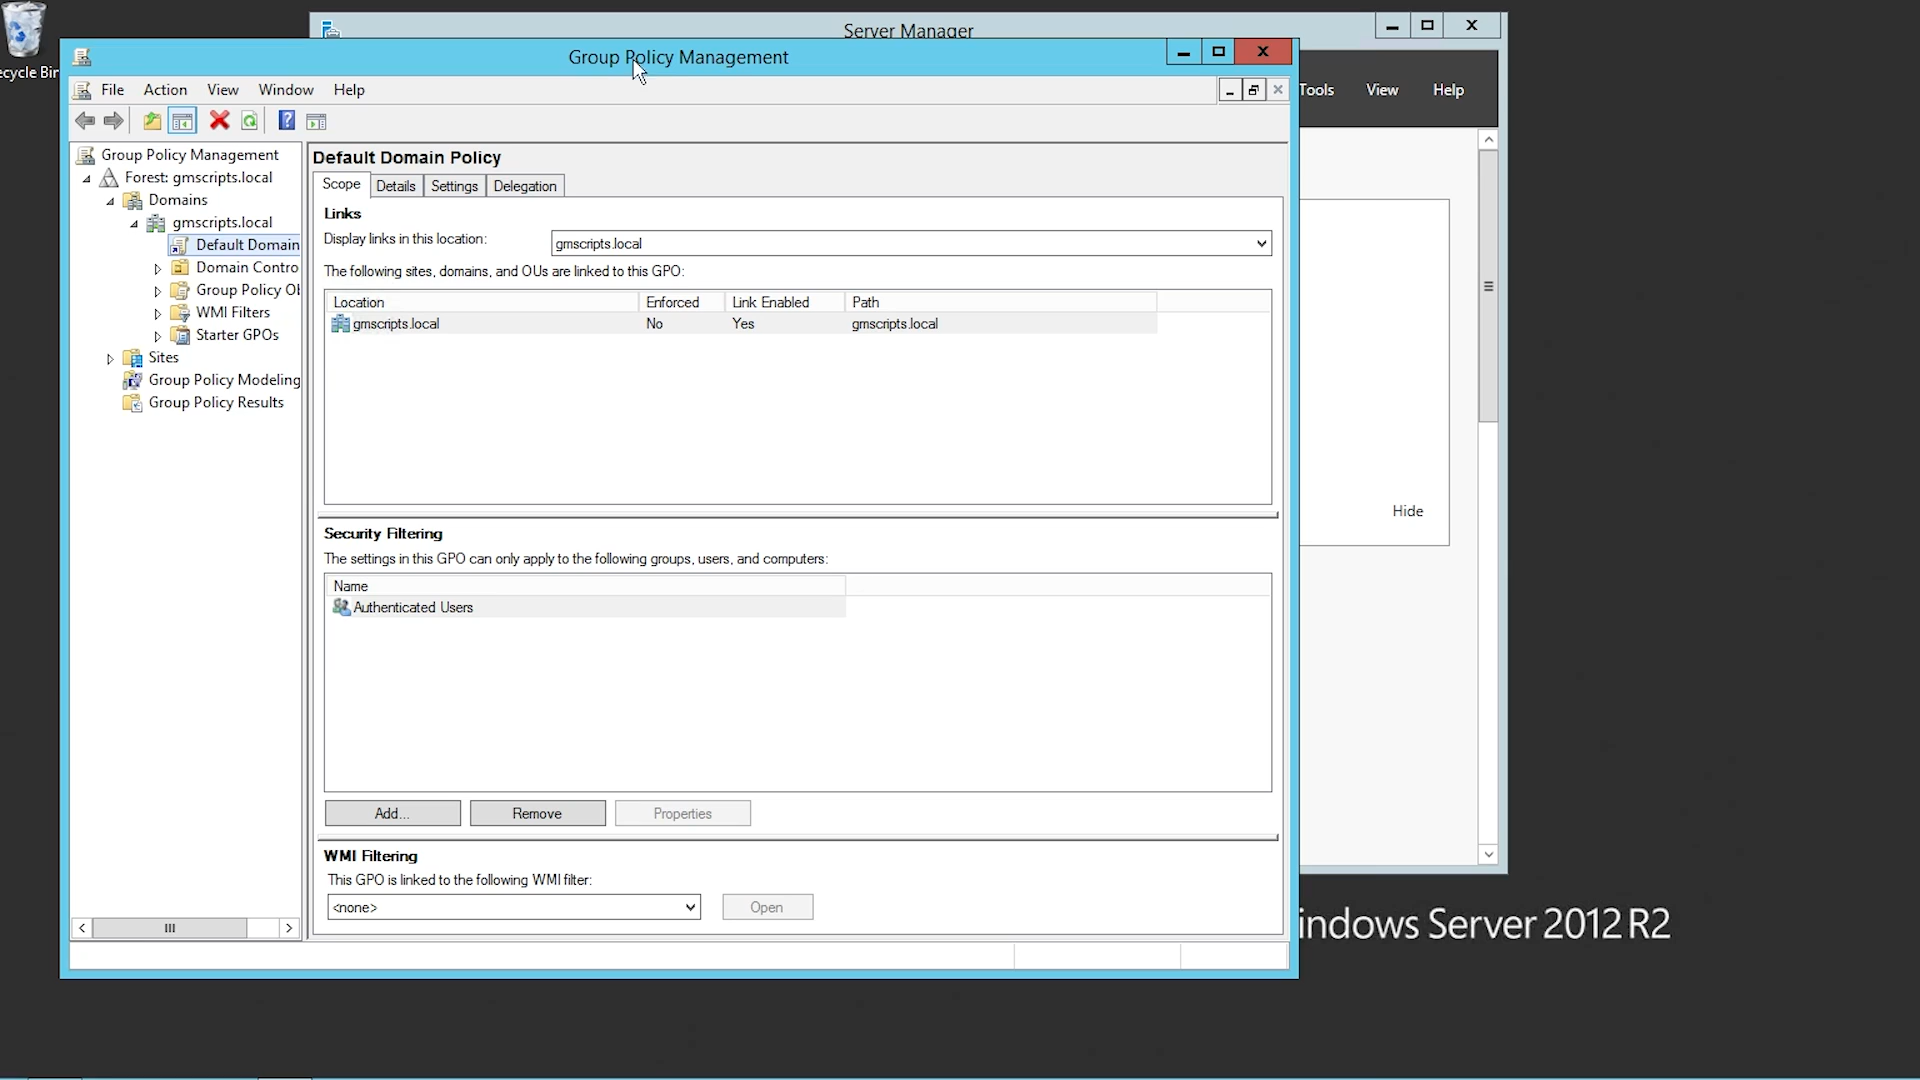 Server Manager
Group Policy Management
ecycle Bin
File Action View Window Help
Tools View Help
Group Policy Management
Forest: gmscripts.local
Domains
gmscripts.local
Default Domain
Domain Contro
Group Policy Ob
WMI Filters
Starter GPOs
Sites
Group Policy Modeling
Group Policy Results
Default Domain Policy
Scope Details Settings Delegation
Links
Display links in this location: gmscripts.local
The following sites, domains, and OUs are linked to this GPO:
Location Enforced Link Enabled Path
gmscripts.local No Yes gmscripts.local
Hide
Security Filtering
The settings in this GPO can only apply to the following groups, users, and computers:
Name
Authenticated Users
Add... Remove Properties
WMI Filtering
This GPO is linked to the following WMI filter:
<none> Open
indows Server 2012 R2